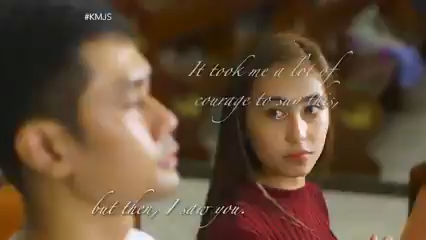 #KMJS
It took me a lot of
courage to say this,
but then, I saw you.